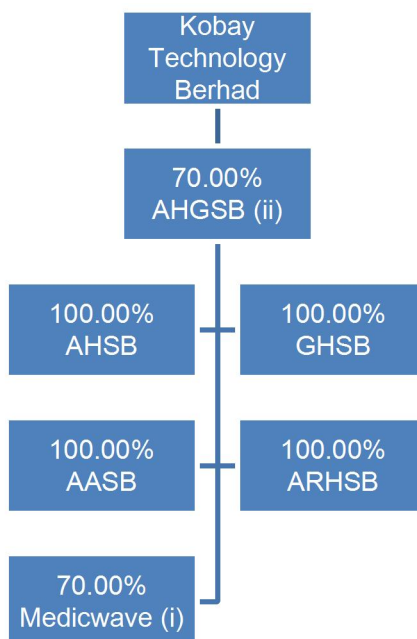 Kobay
Technology
Berhad
70.00%
AHGSB (ii)
100.00%
AHSB
100.00%
GHSB
100.00%
AASB
100.00%
ARHSB
70.00%
Medicwave (i)